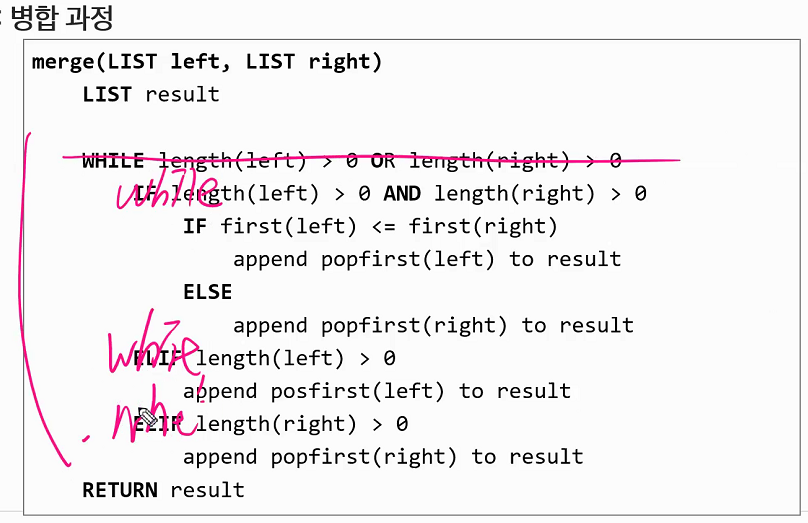 : 병합 과정
merge(LIST left, LIST right)
LIST result
WHILE length(left) > 0 OR length(right) > 0
while
IF length(left) > 0 AND length(right) > 0
IF first(left) <= first(right)
append popfirst(left) to result
ELSE
append popfirst(right) to result
while
ELIF length(left) > 0
append posfirst(left) to result
ELIF length(right) > 0
append popfirst(right) to result
RETURN result